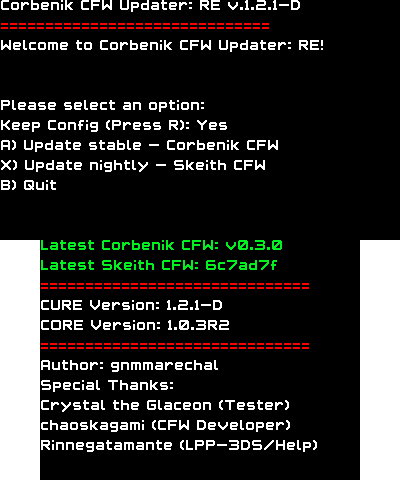 Corbenik CFW Updater: RE v.1.2.1-D
==============================
Welcome to Corbenik CFW Updater: RE!
Please select an option:
Keep Config (Press R): Yes
A) Update stable - Corbenik CFW
X) Update nightly - Skeith CFW
B) Quit
Latest Corbenik CFW: v0.3.0
Latest Skeith CFW: 6c7ad7f
==============================
CURE Version: 1.2.1-D
CORE Version: 1.0.3R2
==============================
Author: gnmmarechal
Special Thanks:
Crystal the Glaceon (Tester)
chaoskagami (CFW Developer)
Rinnegatamante (LPP-3DS/Help)